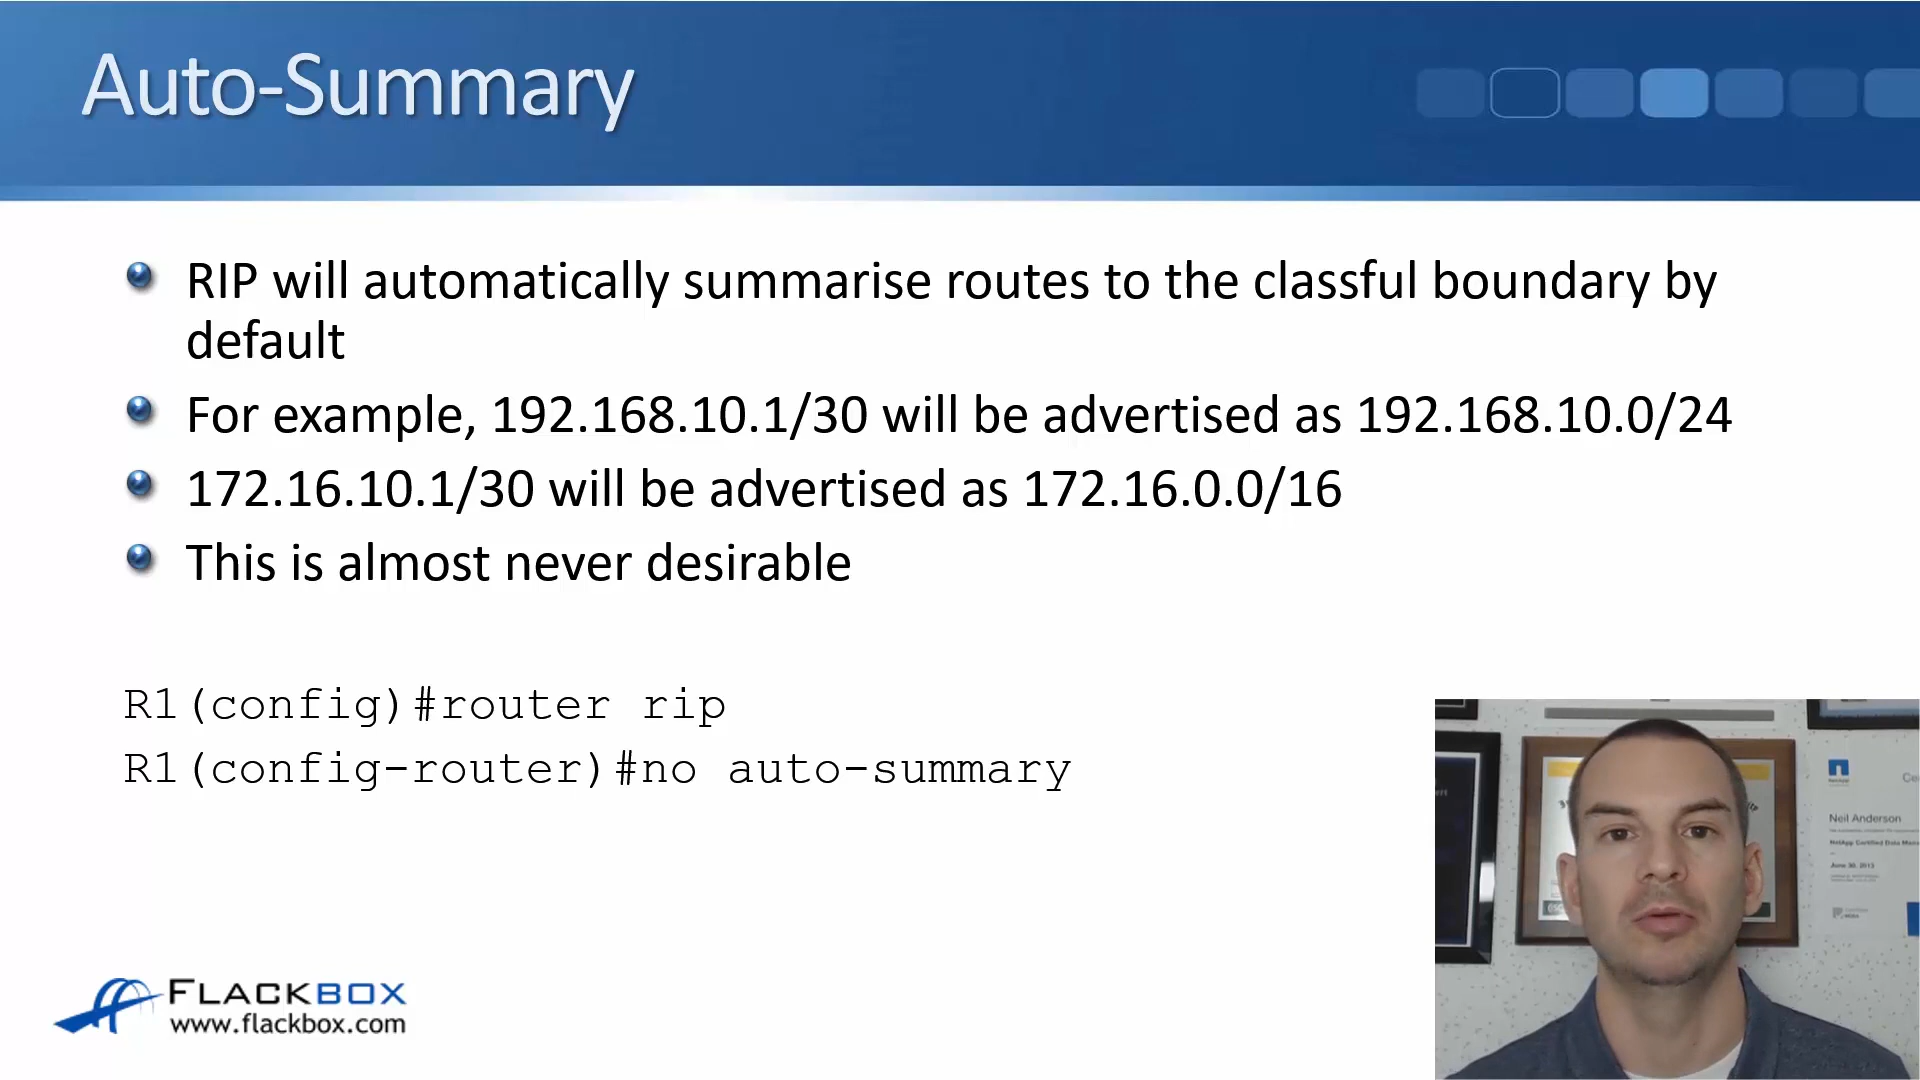 Auto-Summary
RIP will automatically summarise routes to the classful boundary by
default
For example, 192.168.10.1/30 will be advertised as 192.168.10.0/24
172.16.10.1/30 will be advertised as 172.16.0.0/16
This is almost never desirable
R1(config)#router rip
R1(config-router)#no auto-summary
Neil Anderson
June 30, 2013
FLACKBOX
www.flackbox.com